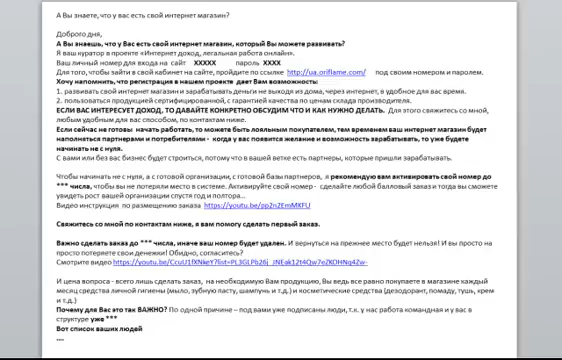 А Вы знаете, что у вас есть свой интернет магазин?
Доброго дня,
А Вы знаешь, что у Вас есть свой интернет магазин, который Вы можете развивать?
Я ваш куратор в проекте «Интернет доход, легальная работа онлайн».
Ваш личный номер для входа на сайт XXXXX пароль XXXX
Для того, чтобы зайти в свой кабинет на сайте, пройдите по ссылке http://ua.oriflame.com/ под своим номером и паролем.
Хочу напомнить, что регистрация в нашем проекте дает Вам возможность:
1. развивать свой интернет магазин и зарабатывать деньги не выходя из дома, через интернет, в удобное для вас время.
2. пользоваться продукцией сертифицированной, с гарантией качества по ценам склада производителя.
ЕСЛИ ВАС ИНТЕРЕСУЕТ ДОХОД, ТО ДАВАЙТЕ КОНКРЕТНО ОБСУДИМ ЧТО И КАК НУЖНО ДЕЛАТЬ. Для этого свяжитесь со мной,
любым удобным для вас способом, по контактам ниже.
Если сейчас не готовы начать работать, то можете быть лояльным покупателем, тем временем ваш интернет магазин будет
наполняться партнерами и потребителями - когда у вас появится желание и возможность зарабатывать, то уже будете
начинать не с нуля.
С вами или без вас бизнес будет строиться, потому что в вашей ветке есть партнеры, которые пришли зарабатывать.
Чтобы начать не с нуля, а с готовой организации, с готовой базы партнеров, я рекомендую вам активировать свой номер до
*** числа, чтобы вы не потеряли место в системе. Активируйте свой номер - сделайте любой балловый заказ и тогда вы сможете
увидеть рост вашей организации спустя год и полтора...
Видео инструкция по размещению заказа https://youtu.be/pp2n2EmMKFU
Свяжитесь со мной по контактам ниже, я вам помогу сделать первый заказ.
Важно сделать заказ до *** числа, иначе ваш номер будет удален. И вернуться на прежнее место будет нельзя! И вы просто на
просто потеряете свои денежки! Обидно, согласитесь?
Смотрите видео https://youtu.be/CcuU1fXNkeY?list=PL3GLPb26j_JNEak12t4Qw7eZKOHNq4Zw-
И цена вопроса - всего лишь сделать заказ, на необходимую Вам продукцию, Вы ведь все равно покупаете в магазине каждый
месяц средства личной гигиены (мыло, зубную пасту, шампунь и т.д.) и косметические средства (дезодорант, помаду, тушь, крем
и т.д.)
Почему для Вас это так ВАЖНО? По одной причине – под вами уже подписаны люди, т.к. у нас работа командная и у вас в
структуре уже ***
Вот список ваших людей
....